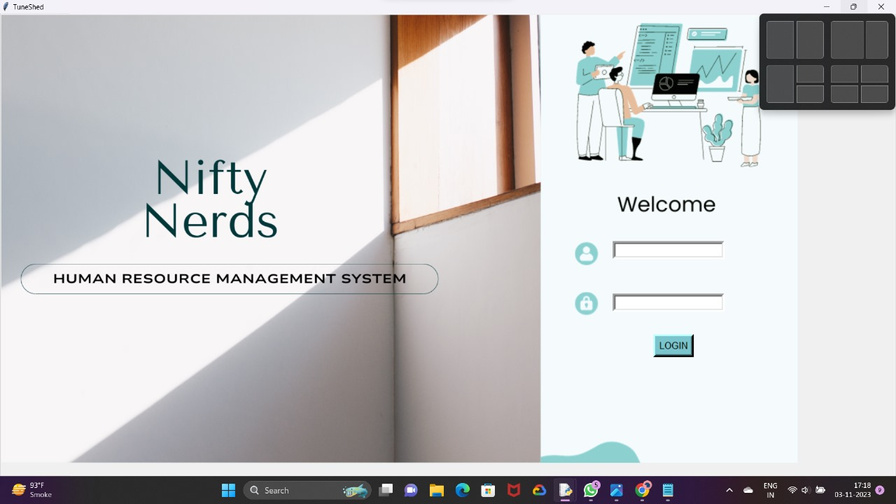 TuneShed
Nifty
Nerds
HUMAN RESOURCE MANAGEMENT SYSTEM
Welcome
LOGIN
93°F
Smoke
Search
ENG
IN
17:18
03-11-2023